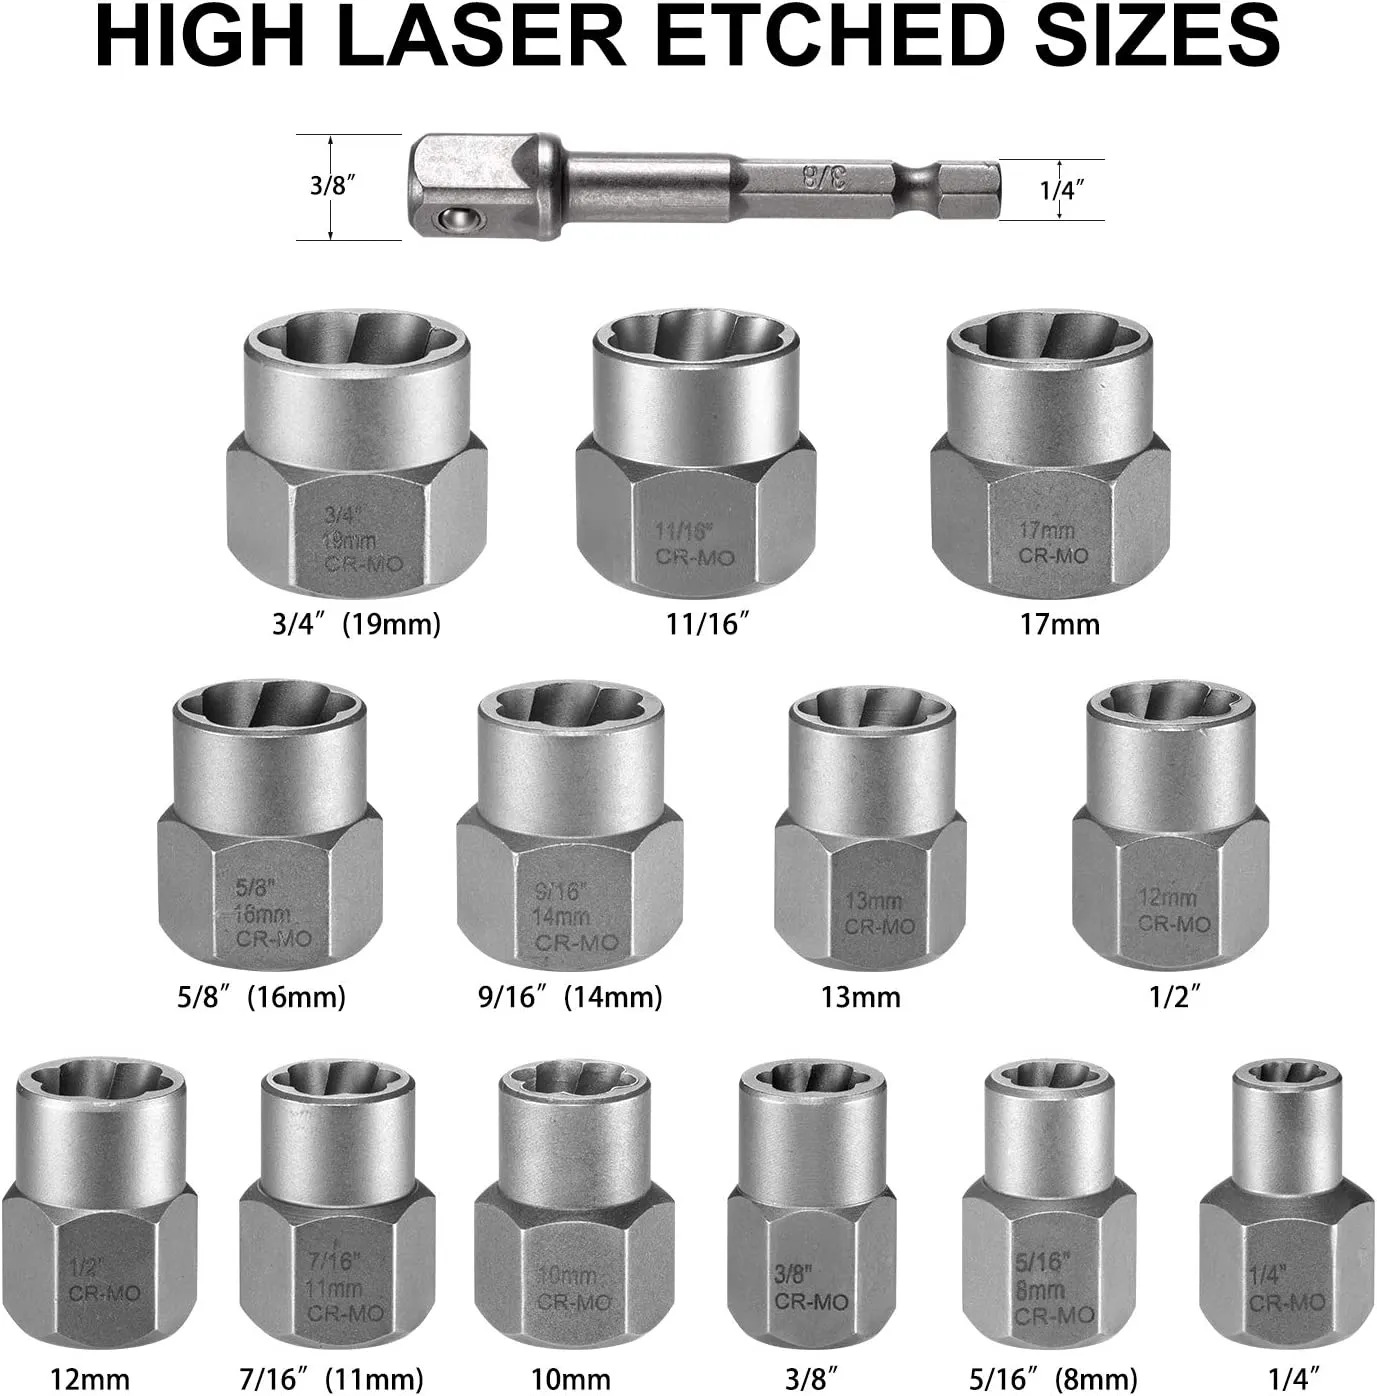 HIGH LASER ETCHED SIZES
3/8″
3/8
1/4″
3/4"
19mm
CR-MO
11/16"
CR-MO
17mm
CR-MO
3/4″ (19mm)
11/16″
17mm
5/8"
16mm
CR-MO
9/16"
14mm
CR-MO
13mm
CR-MO
12mm
CR-MO
5/8″ (16mm)
9/16″ (14mm)
13mm
1/2″
1/2"
CR-MO
7/16"
11mm
CR-MO
10mm
CR-MO
3/8"
CR-MO
5/16"
8mm
CR-MO
1/4"
CR-MO
12mm
7/16″ (11mm)
10mm
3/8″
5/16″ (8mm)
1/4″